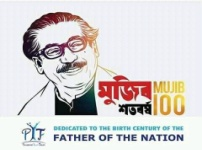 মুজিব MUJIB
শতবর্ষ 100
DEDICATED TO THE BIRTH CENTURY OF THE
FATHER OF THE NATION